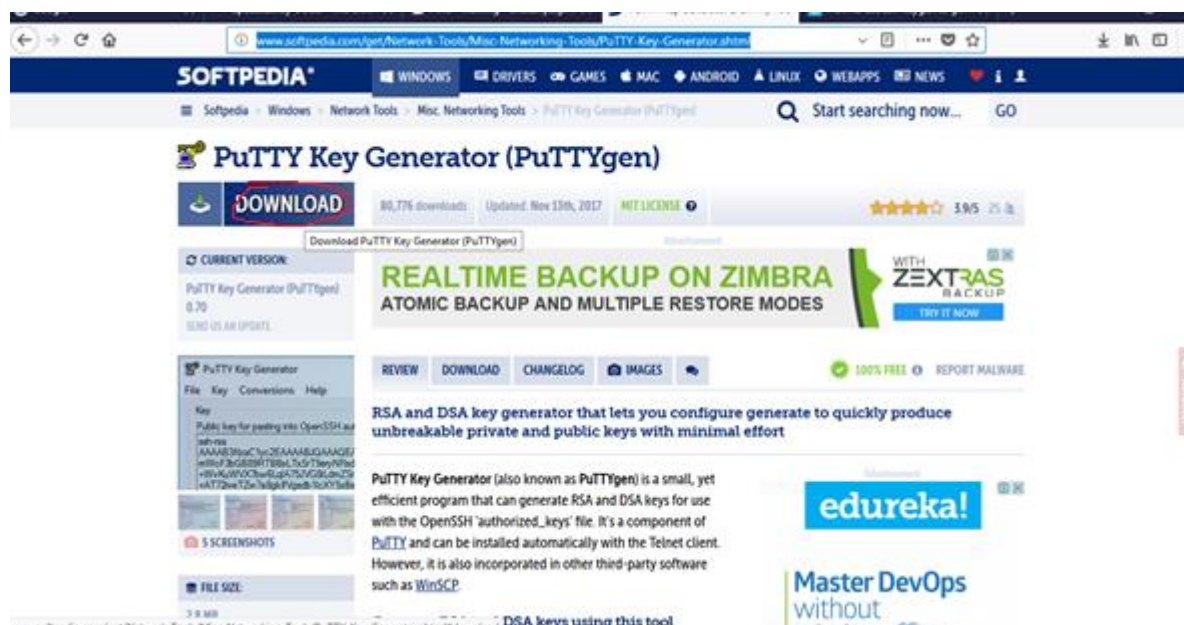 www.softpedia.com/get/Network-Tools/Misc-Networking-Tools/PuTTY-Key-Generator.shtml
SOFTPEDIA®
WINDOWS DRIVERS GAMES MAC ANDROID LINUX WEBAPPS NEWS
Softpedia > Windows > Network Tools > Misc. Networking Tools > PuTTY Key Generator (PuTTYgen)
Start searching now... GO
PuTTY Key Generator (PuTTYgen)
DOWNLOAD
80,776 downloads Updated: Nov 13th, 2017 MIT LICENSE
3.9/5 25
Download PuTTY Key Generator (PuTTYgen)
Advertisement
CURRENT VERSION:
PuTTY Key Generator (PuTTYgen)
0.70
SEND US AN UPDATE
REALTIME BACKUP ON ZIMBRA
ATOMIC BACKUP AND MULTIPLE RESTORE MODES
WITH
ZEXTRAS
BACKUP
TRY IT NOW
PuTTY Key Generator
File Key Conversions Help
Key
Public key for pasting into OpenSSH
ssh-rsa
5 SCREENSHOTS
FILE SIZE:
REVIEW DOWNLOAD CHANGELOG IMAGES
100% FREE REPORT MALWARE
RSA and DSA key generator that lets you configure generate to quickly produce
unbreakable private and public keys with minimal effort
PuTTY Key Generator (also known as PuTTYgen) is a small, yet
efficient program that can generate RSA and DSA keys for use
with the OpenSSH 'authorized_keys' file. It's a component of
PuTTY and can be installed automatically with the Telnet client.
However, it is also incorporated in other third-party software
such as WinSCP.
DSA keys using this tool
Advertisement
edureka!
Master DevOps
without